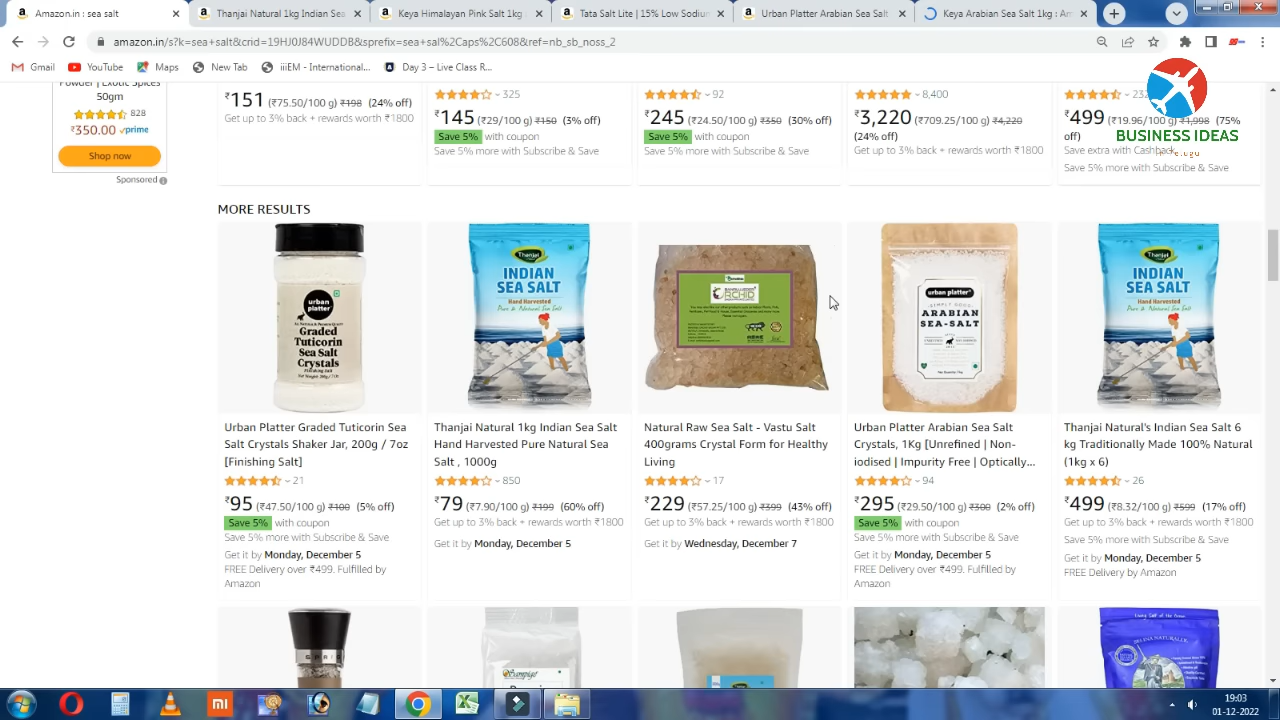 Amazon.in : sea salt
Thanjai Natural 1kg Indian Sea
Keya Himalayan Pink
Tata Salt Lite | 15% Low Sodium
Urban Platter Arabian Sea Salt
Keya Arabian Sea Salt 1kg : Am
amazon.in/s?k=sea+salt&crid=19HJ0J84WUDDB&sprefix=sea+sal%2Caps%2C608&ref=nb_sb_noss_2
Gmail YouTube Maps New Tab iiiEM - International... Day 3 – Live Class R...
Powder | Exotic Spices
50gm
828
₹350.00 prime
Shop now
Sponsored
₹151 (₹75.50/100 g) ₹198 (24% off)
Get up to 3% back + rewards worth ₹1800
325
₹145 (₹29/100 g) ₹150 (3% off)
Save 5% with coupon
Save 5% more with Subscribe & Save
92
₹245 (₹24.50/100 g) ₹350 (30% off)
Save 5% with coupon
Save 5% more with Subscribe & Save
8,400
₹3,220 (₹709.25/100 g) ₹4,220
(24% off)
Get up to 3% back + rewards worth ₹1800
₹499 (₹19.96/100 g) ₹1,998 (75%
off)
Save extra with Cashback
Save 5% more with Subscribe & Save
BUSINESS IDEAS
MORE RESULTS
urban
platter
Graded
Tuticorin
Sea Salt
Crystals
Thanjai
INDIAN
SEA SALT
Hand Harvested
Pure & Natural Sea Salt
ORCHID
urban platter
ARABIAN
SEA-SALT
Thanjai
INDIAN
SEA SALT
Hand Harvested
Pure & Natural Sea Salt
Urban Platter Graded Tuticorin Sea
Salt Crystals Shaker Jar, 200g / 7oz
[Finishing Salt]
21
₹95 (₹47.50/100 g) ₹100 (5% off)
Save 5% with coupon
Save 5% more with Subscribe & Save
Get it by Monday, December 5
FREE Delivery over ₹499. Fulfilled by
Amazon
Thanjai Natural 1kg Indian Sea Salt
Hand Harvested Pure Natural Sea
Salt , 1000g
850
₹79 (₹7.90/100 g) ₹199 (60% off)
Get up to 3% back + rewards worth ₹1800
Get it by Monday, December 5
Natural Raw Sea Salt - Vastu Salt
400grams Crystal Form for Healthy
Living
17
₹229 (₹57.25/100 g) ₹399 (43% off)
Get up to 3% back + rewards worth ₹1800
Get it by Wednesday, December 7
Urban Platter Arabian Sea Salt
Crystals, 1Kg [Unrefined | Non-
iodised | Impurity Free | Optically...
94
₹295 (₹29.50/100 g) ₹300 (2% off)
Save 5% with coupon
Save 5% more with Subscribe & Save
Get it by Monday, December 5
FREE Delivery over ₹499. Fulfilled by
Amazon
Thanjai Natural's Indian Sea Salt 6
kg Traditionally Made 100% Natural
(1kg x 6)
26
₹499 (₹8.32/100 g) ₹599 (17% off)
Get up to 3% back + rewards worth ₹1800
Save 5% more with Subscribe & Save
Get it by Monday, December 5
FREE Delivery by Amazon
19:03
01-12-2022